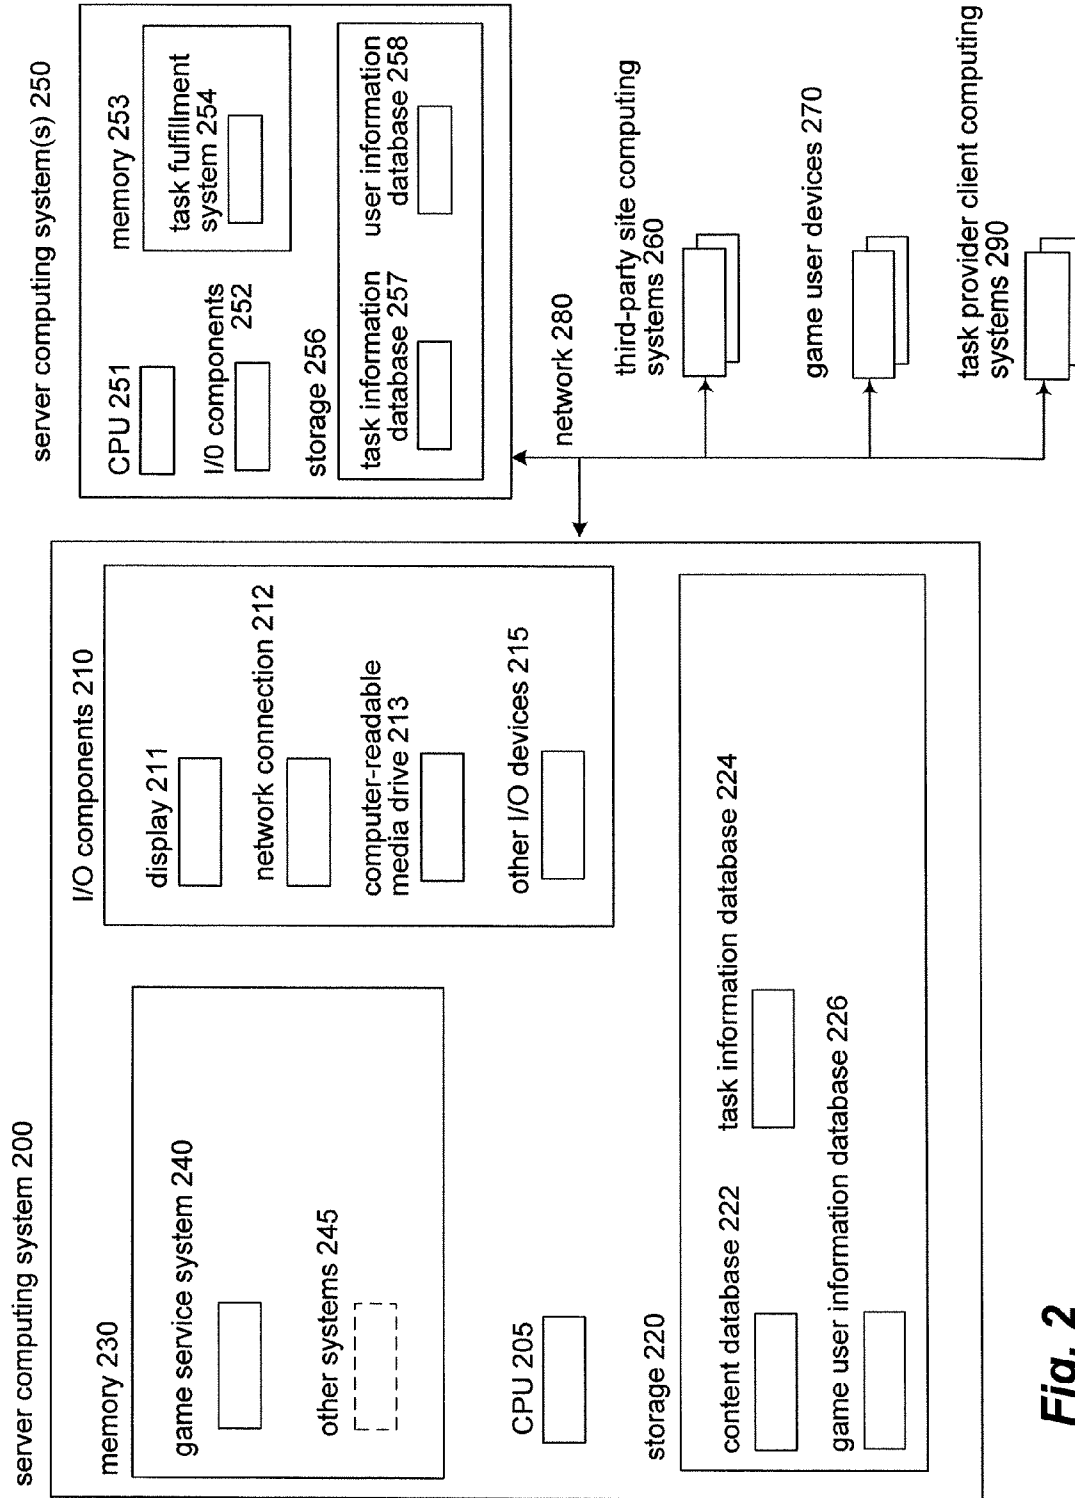 server computing system 200
memory 230
game service system 240
other systems 245
CPU 205
storage 220
content database 222
task information database 224
game user information database 226
I/O components 210
display 211
network connection 212
computer-readable
media drive 213
other I/O devices 215
server computing system(s) 250
CPU 251
I/0 components
252
memory 253
task fulfillment
system 254
storage 256
task information
database 257
user information
database 258
network 280
third-party site computing
systems 260
game user devices 270
task provider client computing
systems 290
Fig. 2